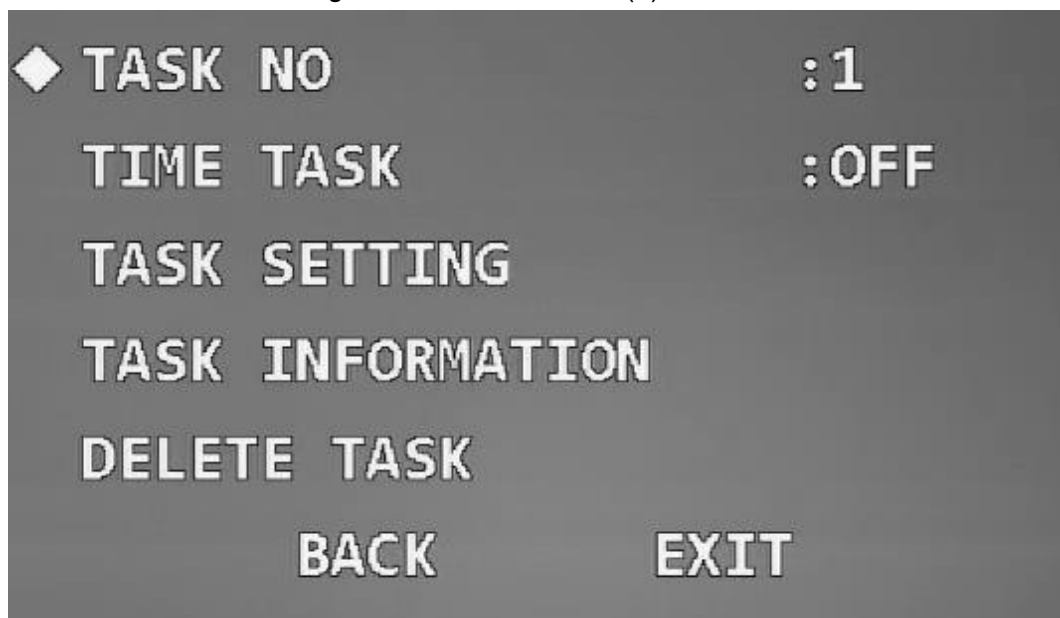 TASK NO :1
TIME TASK :OFF
TASK SETTING
TASK INFORMATION
DELETE TASK
BACK EXIT